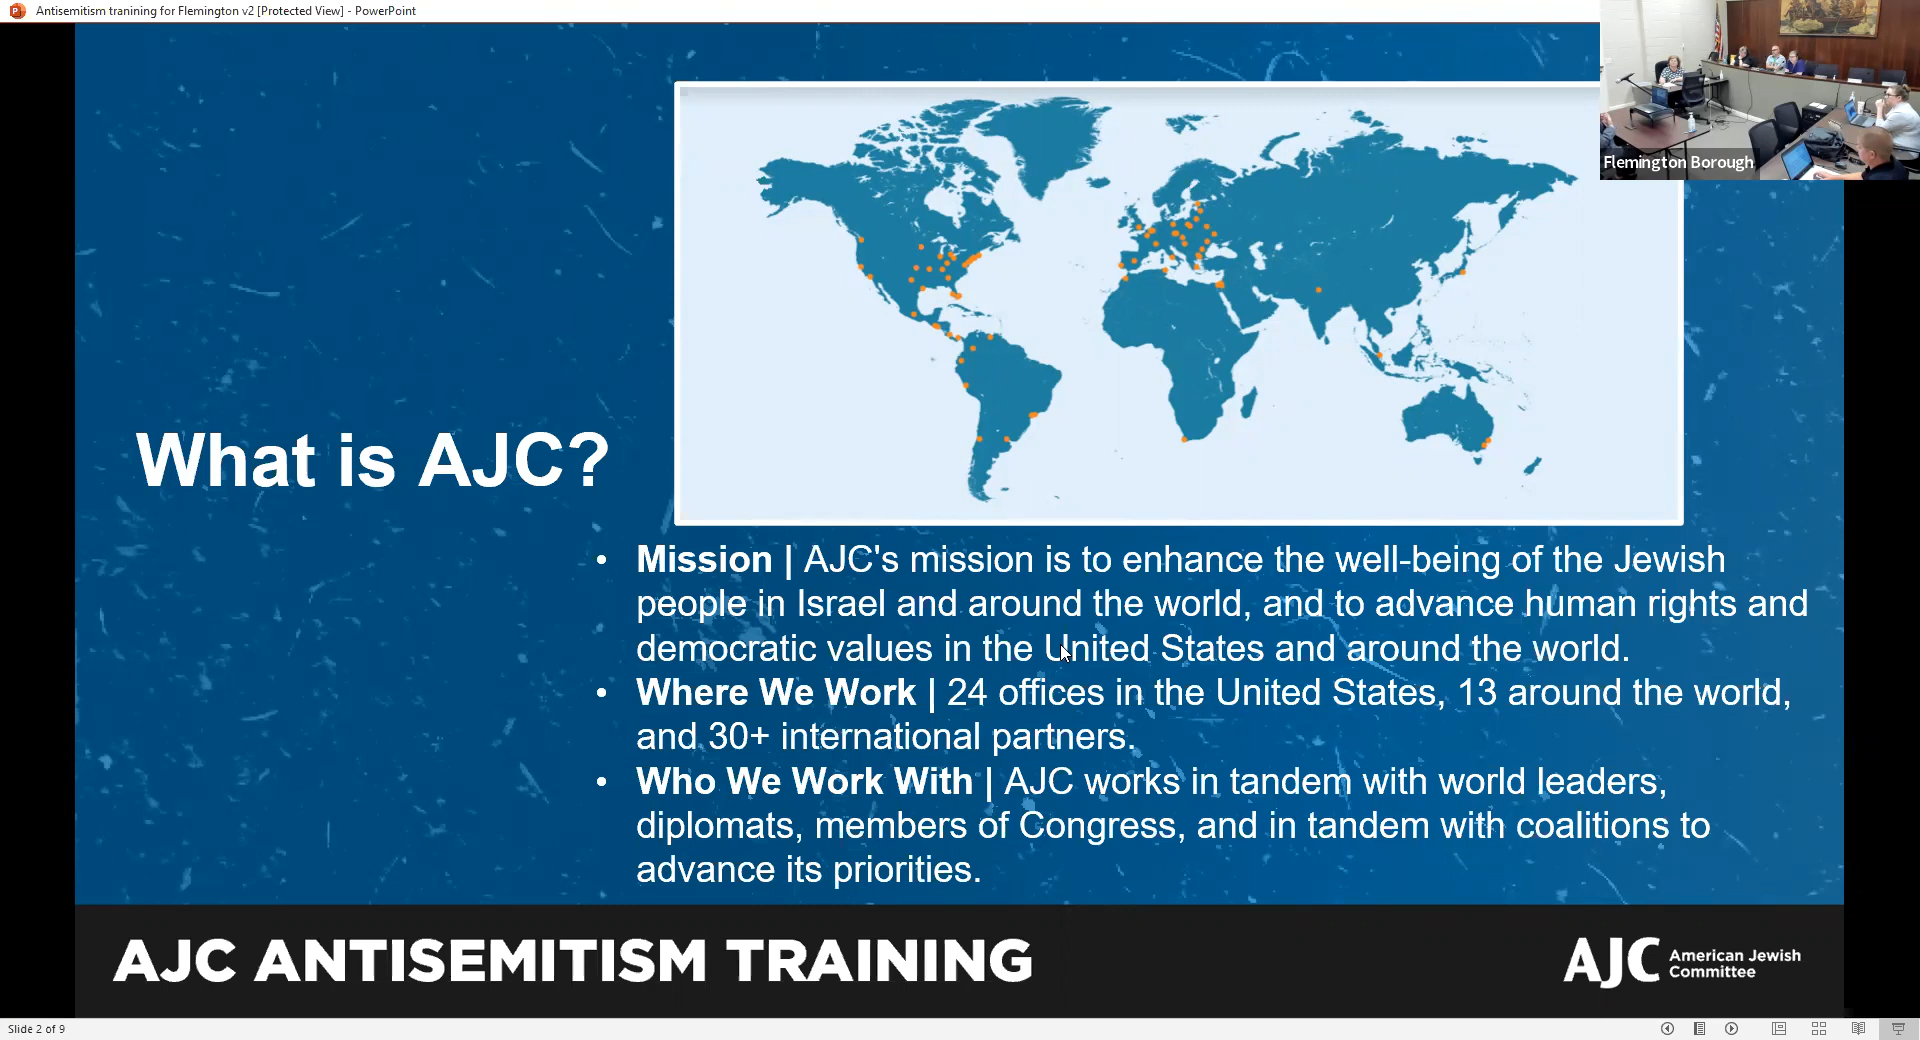 Antisemitism tranining for Flemington v2 [Protected View] - PowerPoint
Flemington Borough
What is AJC?
• Mission | AJC's mission is to enhance the well-being of the Jewish
people in Israel and around the world, and to advance human rights and
democratic values in the United States and around the world.
• Where We Work | 24 offices in the United States, 13 around the world,
and 30+ international partners.
• Who We Work With | AJC works in tandem with world leaders,
diplomats, members of Congress, and in tandem with coalitions to
advance its priorities.
AJC ANTISEMITISM TRAINING
AJC American Jewish
Committee
Slide 2 of 9